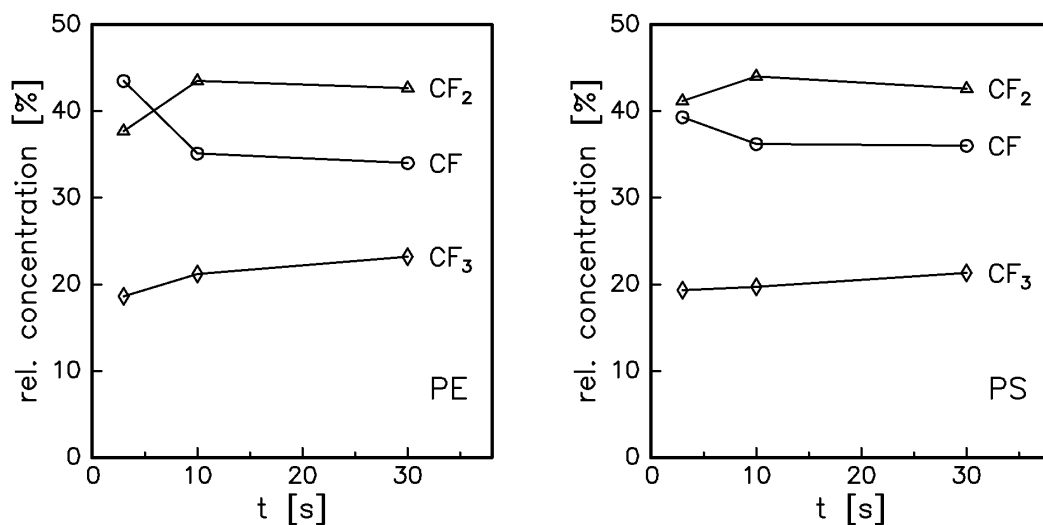 50
40
30
20
10
0
rel. concentration [%]
CF₂
CF
CF₃
PE
0 10 20 30
t [s]
50
40
30
20
10
0
rel. concentration [%]
CF₂
CF
CF₃
PS
0 10 20 30
t [s]